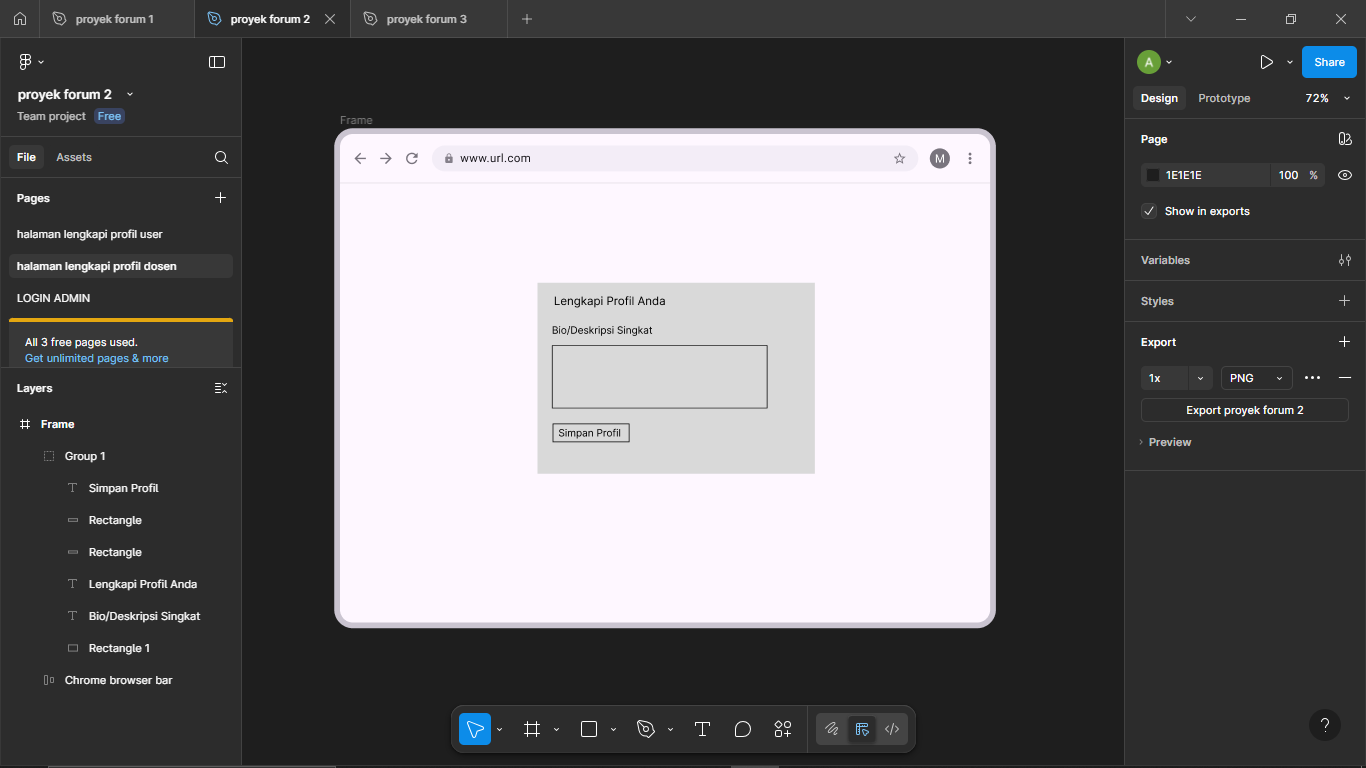 proyek forum 1
proyek forum 2
proyek forum 3
proyek forum 2
Team project Free
File Assets
Pages
halaman lengkapi profil user
halaman lengkapi profil dosen
LOGIN ADMIN
All 3 free pages used.
Get unlimited pages & more
Layers
Frame
Group 1
Simpan Profil
Rectangle
Rectangle
Lengkapi Profil Anda
Bio/Deskripsi Singkat
Rectangle 1
Chrome browser bar
Frame
www.url.com
M
Lengkapi Profil Anda
Bio/Deskripsi Singkat
Simpan Profil
A
Share
Design Prototype 72%
Page
1E1E1E 100 %
Show in exports
Variables
Styles
Export
1x PNG
Export proyek forum 2
Preview
?